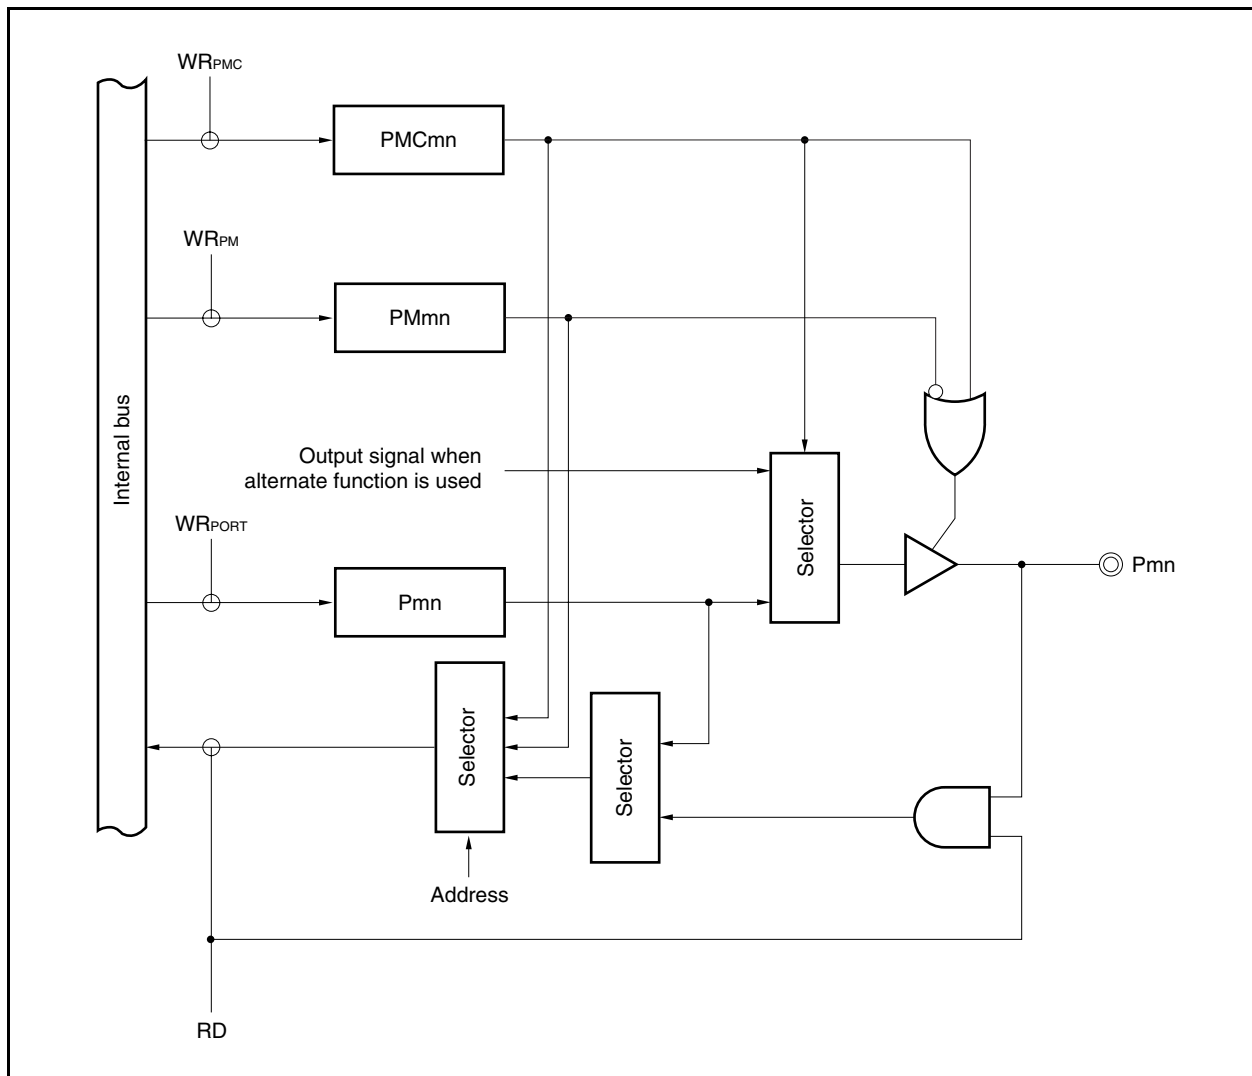 WRPMC
PMCmn
WRPM
PMmn
Internal bus
Output signal when
alternate function is used
Selector
WRPORT
Pmn
Pmn
Selector
Selector
Address
RD